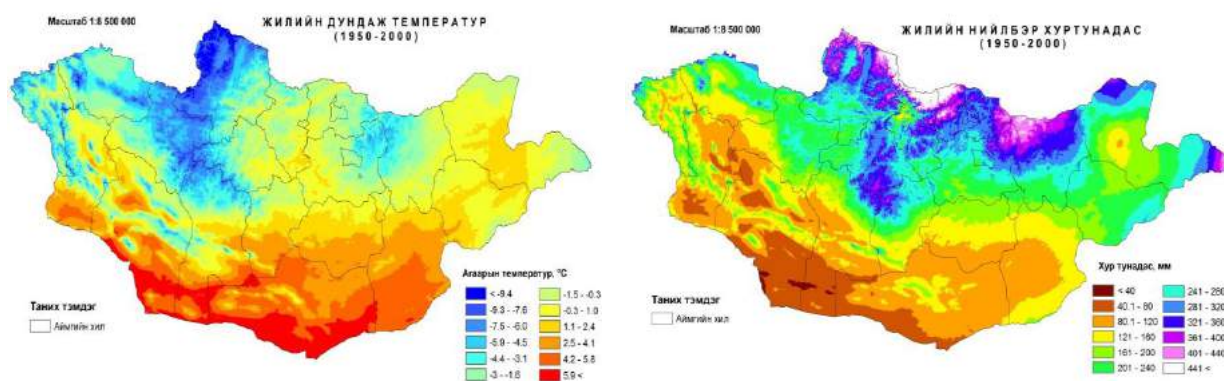 Масштаб 1:8 500 000
ЖИЛИЙН ДУНДАЖ ТЕМПЕРАТУР
(1950-2000)
Агаарын температур, °C
< -9.4
-9.3 - -7.6
-7.5 - -6.0
-5.9 - -4.5
-4.4 - -3.1
-3 - -1.6
-1.5 - -0.3
-0.3 - 1.0
1.1 - 2.4
2.5 - 4.1
4.2 - 5.8
5.9 <
Таних тэмдэг
Аймгийн хил
Масштаб 1:8 500 000
ЖИЛИЙН НИЙЛБЭР ХУРТУНАДАС
(1950-2000)
Хур тунадас, мм
< 40
40.1 - 80
80.1 - 120
121 - 160
161 - 200
201 - 240
241 - 280
281 - 320
321 - 360
361 - 400
401 - 440
441 <
Таних тэмдэг
Аймгийн хил